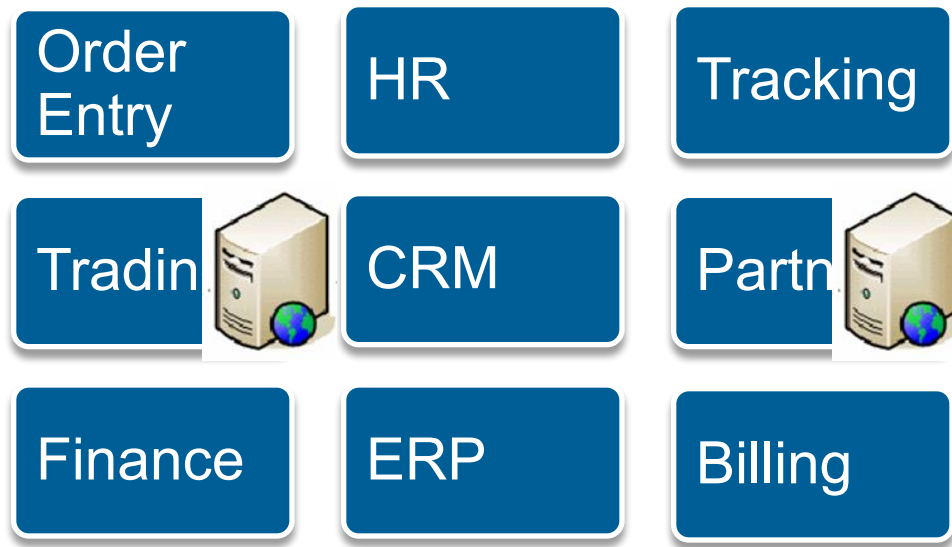 Order
Entry
HR
Tracking
Tradin
CRM
Partn
Finance
ERP
Billing